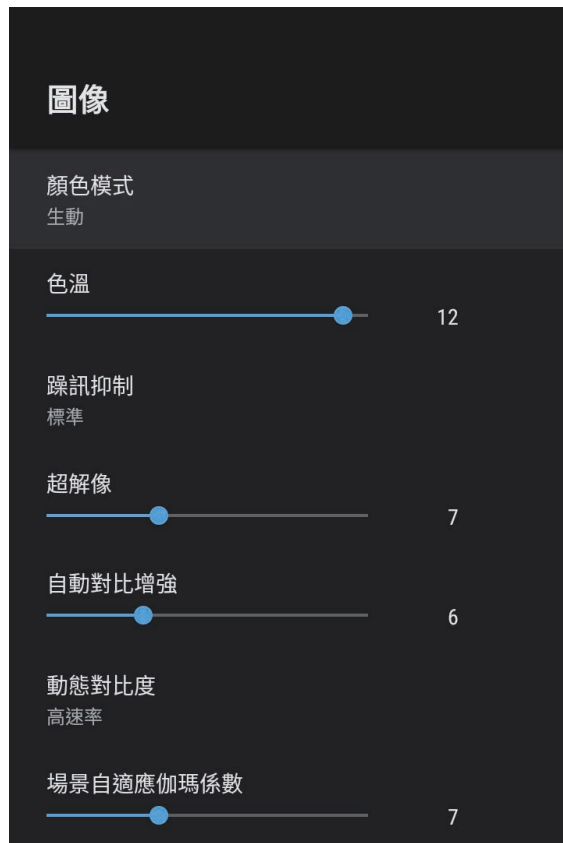 圖像
顏色模式
生動
色溫
12
躁訊抑制
標準
超解像
7
自動對比增強
6
動態對比度
高速率
場景自適應伽瑪係數
7